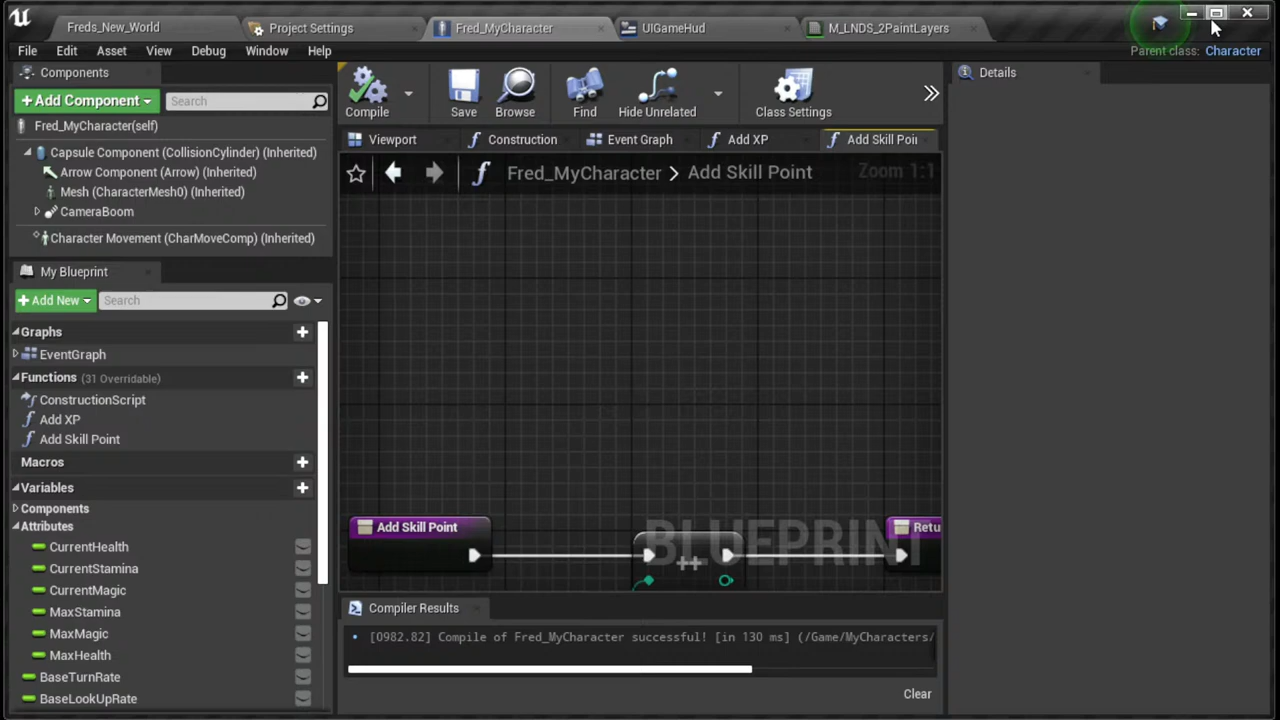 Freds_New_World
Project Settings
Fred_MyCharacter
UIGameHud
M_LNDS_2PaintLayers
File Edit Asset View Debug Window Help
Parent class: Character
Components
Add Component
Search
Compile
Save
Browse
Find
Hide Unrelated
Class Settings
Details
Fred_MyCharacter(self)
Capsule Component (CollisionCylinder) (Inherited)
Arrow Component (Arrow) (Inherited)
Mesh (CharacterMesh0) (Inherited)
CameraBoom
Character Movement (CharMoveComp) (Inherited)
Viewport
Construction
Event Graph
Add XP
Add Skill Poi
Fred_MyCharacter > Add Skill Point
Zoom 1:1
My Blueprint
Add New
Search
Graphs
EventGraph
Functions (31 Overridable)
ConstructionScript
Add XP
Add Skill Point
Macros
Variables
Components
Attributes
CurrentHealth
CurrentStamina
CurrentMagic
MaxStamina
MaxMagic
MaxHealth
BaseTurnRate
BaseLookUpRate
Add Skill Point
++
Retu
BLUEPRINT
Compiler Results
[0982.82] Compile of Fred_MyCharacter successful! [in 130 ms] (/Game/MyCharacters/
Clear